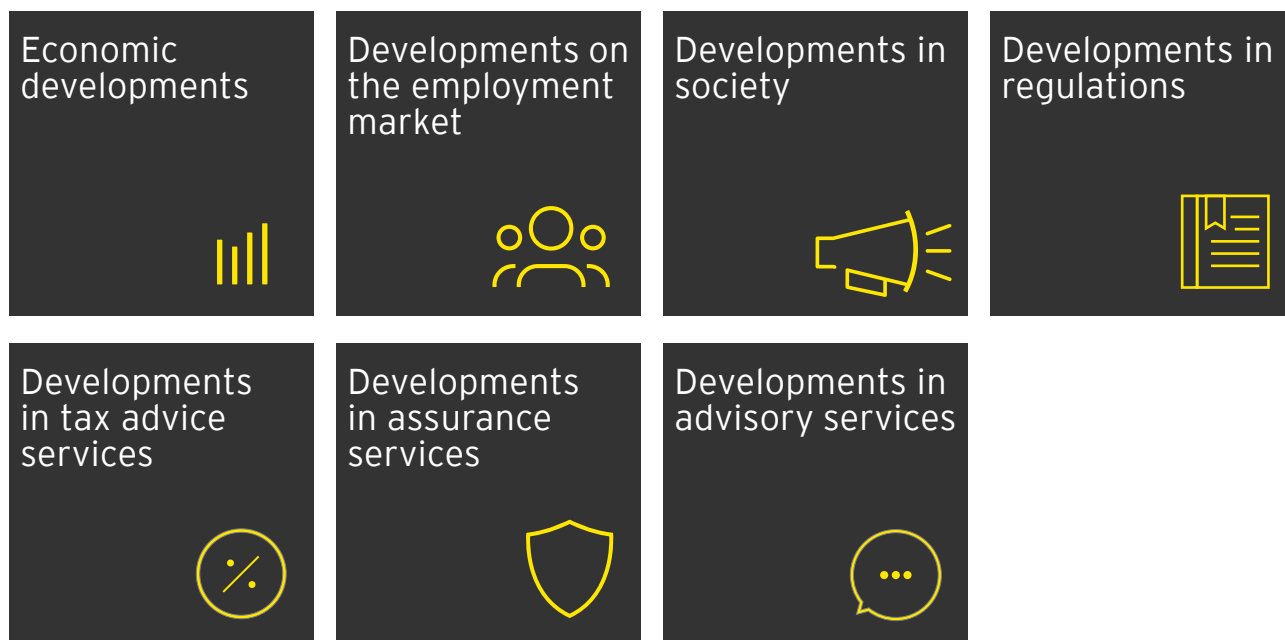 Economic
developments
Developments on
the employment
market
Developments in
society
Developments in
regulations
Developments
in tax advice
services
Developments
in assurance
services
Developments in
advisory services